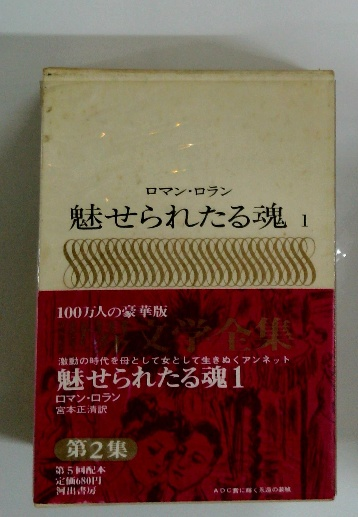 ロマン・ロラン
魅せられたる魂 1
100万人の豪華版
世界文学全集
激動の時代を母として女として生きぬくアンネット
魅せられたる魂1
ロマン・ロラン
宮本正清訳
第2集
第5回配本
定価680円
河出書房